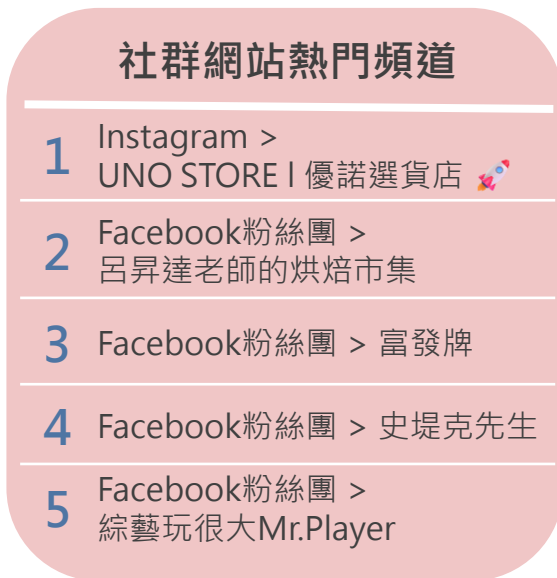 社群網站熱門頻道
1 Instagram >
UNO STORE l 優諾選貨店 🚀
2 Facebook粉絲團 >
呂昇達老師的烘焙市集
3 Facebook粉絲團 > 富發牌
4 Facebook粉絲團 > 史堤克先生
5 Facebook粉絲團 >
綜藝玩很大Mr.Player